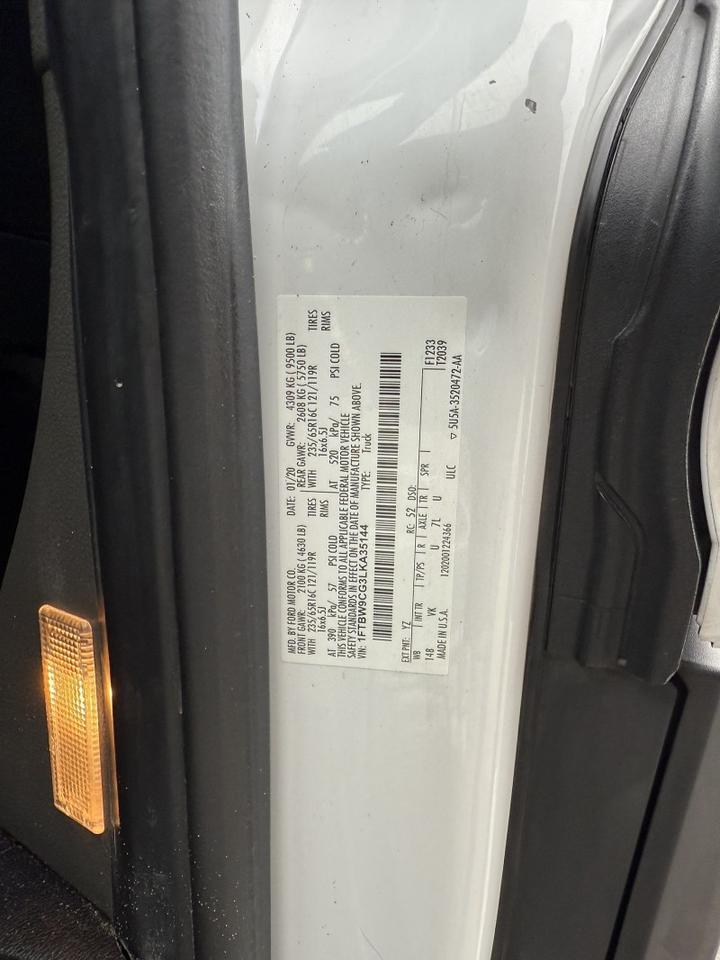 MFD. BY FORD MOTOR CO. DATE: 01/20 GVWR: 4309 KG ( 9500 LB)
FRONT GAWR: 2100 KG ( 4630 LB) REAR GAWR: 2608 KG ( 5750 LB)
WITH 235/65R16C 121/119R TIRES WITH 235/65R16C 121/119R TIRES
16x6.5J RIMS 16x6.5J RIMS
AT 390 kPa/ 57 PSI COLD AT 520 kPa/ 75 PSI COLD
THIS VEHICLE CONFORMS TO ALL APPLICABLE FEDERAL MOTOR VEHICLE
SAFETY STANDARDS IN EFFECT ON THE DATE OF MANUFACTURE SHOWN ABOVE.
VIN: 1FTBW9CG3LKA35144 TYPE: Truck
EXT PNT: YZ RC: 52 DSO: F1233
WB INT TR TP/PS R AXLE TR SPR T2039
148 VK U 7L U
MADE IN U.S.A. 1202001224366 ULC ▽ 5U5A-3520472-AA